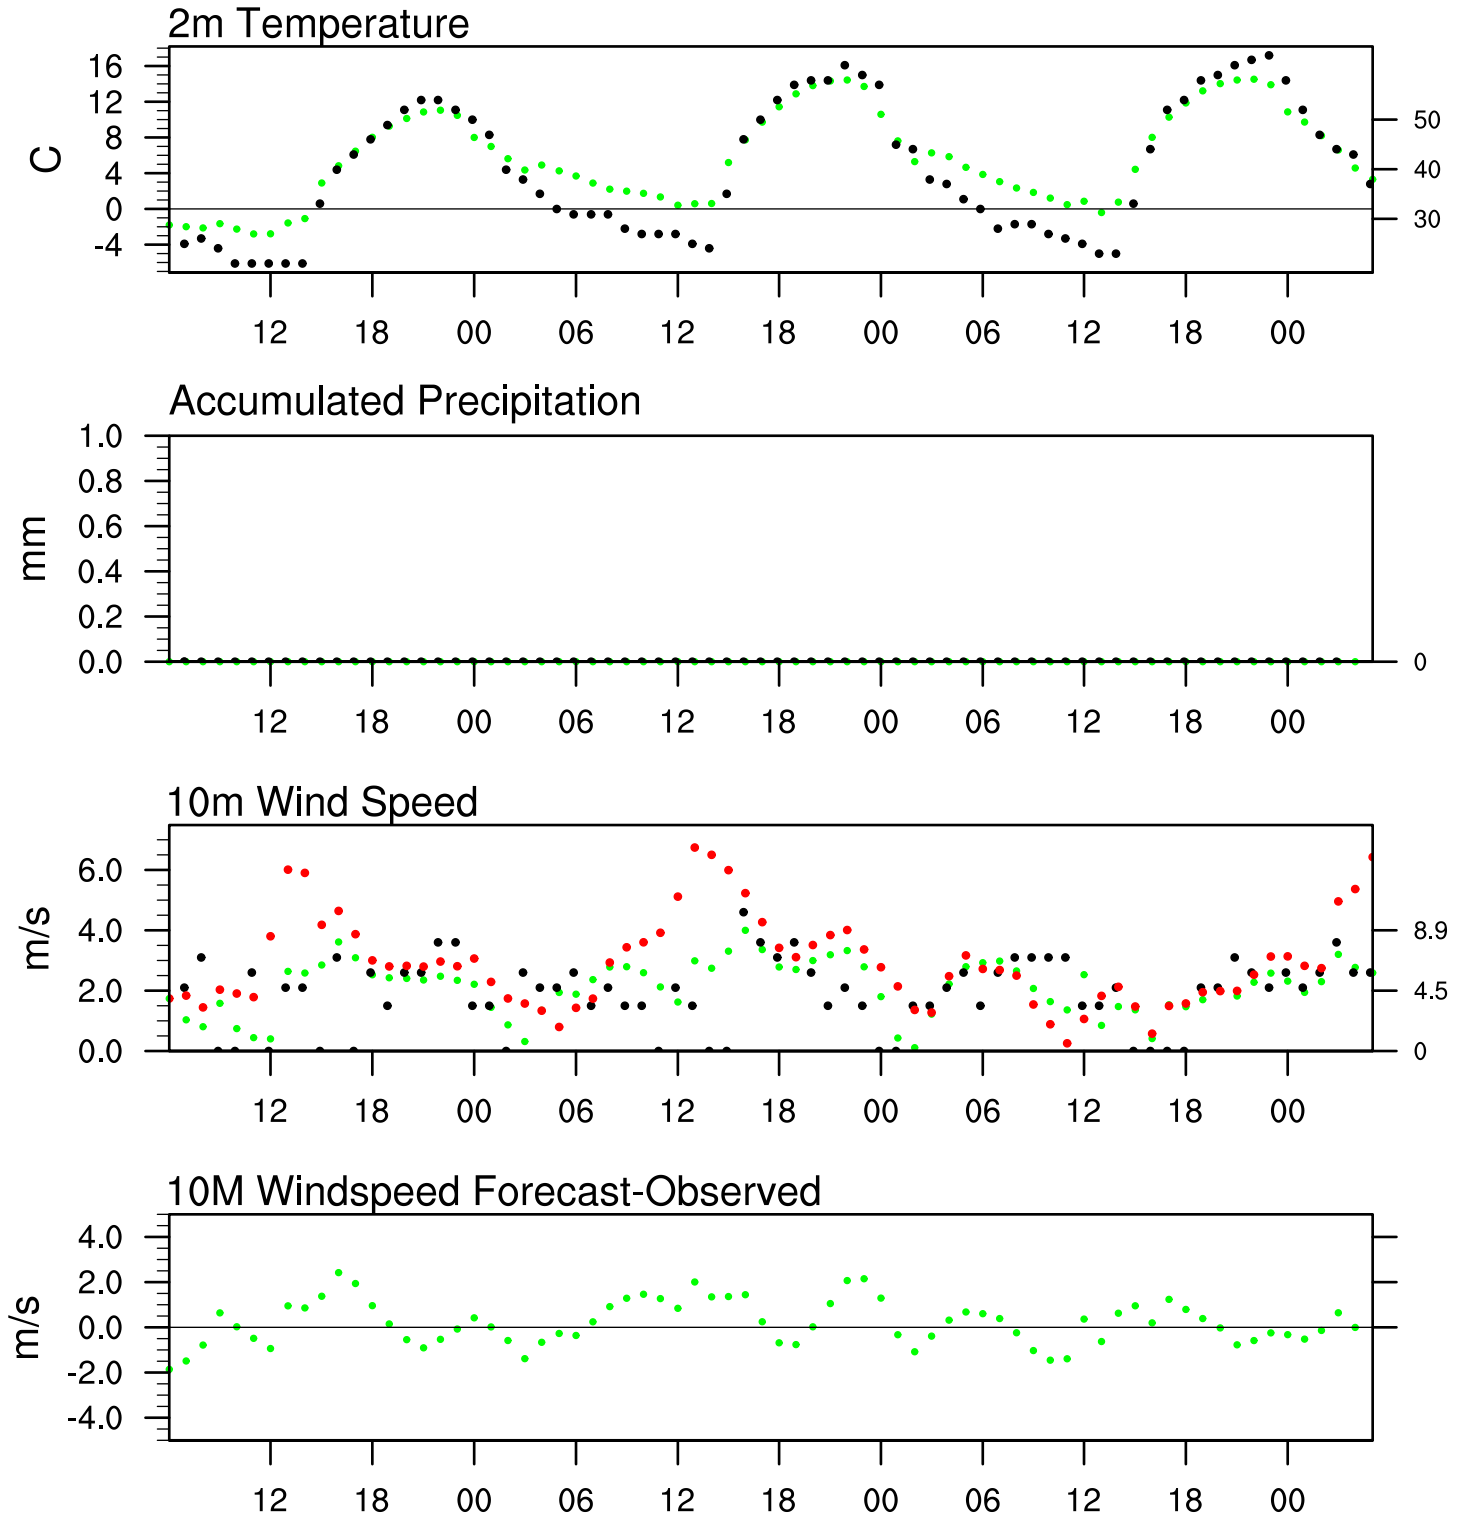 2m Temperature
16
12
8
4
0
-4
C
50
40
30
12 18 00 06 12 18 00 06 12 18 00
Accumulated Precipitation
1.0
0.8
0.6
0.4
0.2
0.0
mm
0
12 18 00 06 12 18 00 06 12 18 00
10m Wind Speed
6.0
4.0
2.0
0.0
m/s
8.9
4.5
0
12 18 00 06 12 18 00 06 12 18 00
10M Windspeed Forecast-Observed
4.0
2.0
0.0
-2.0
-4.0
m/s
12 18 00 06 12 18 00 06 12 18 00